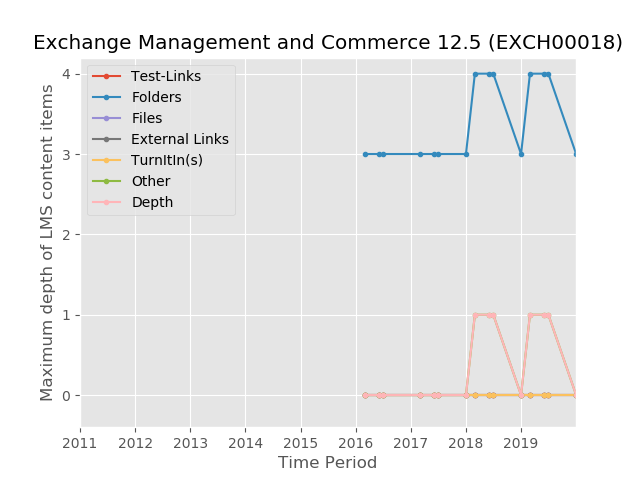 Exchange Management and Commerce 12.5 (EXCH00018)
Test-Links
Folders
Files
External Links
TurnItIn(s)
Other
Depth
Maximum depth of LMS content items
4
3
2
1
0
2011 2012 2013 2014 2015 2016 2017 2018 2019
Time Period